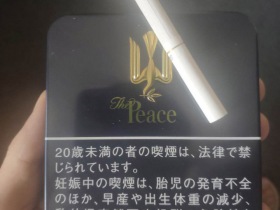 The
Peace
20歳未満の者の喫煙は、法律で禁
じられています。
妊娠中の喫煙は、胎児の発育不全
のほか、早産や出生体重の減少、